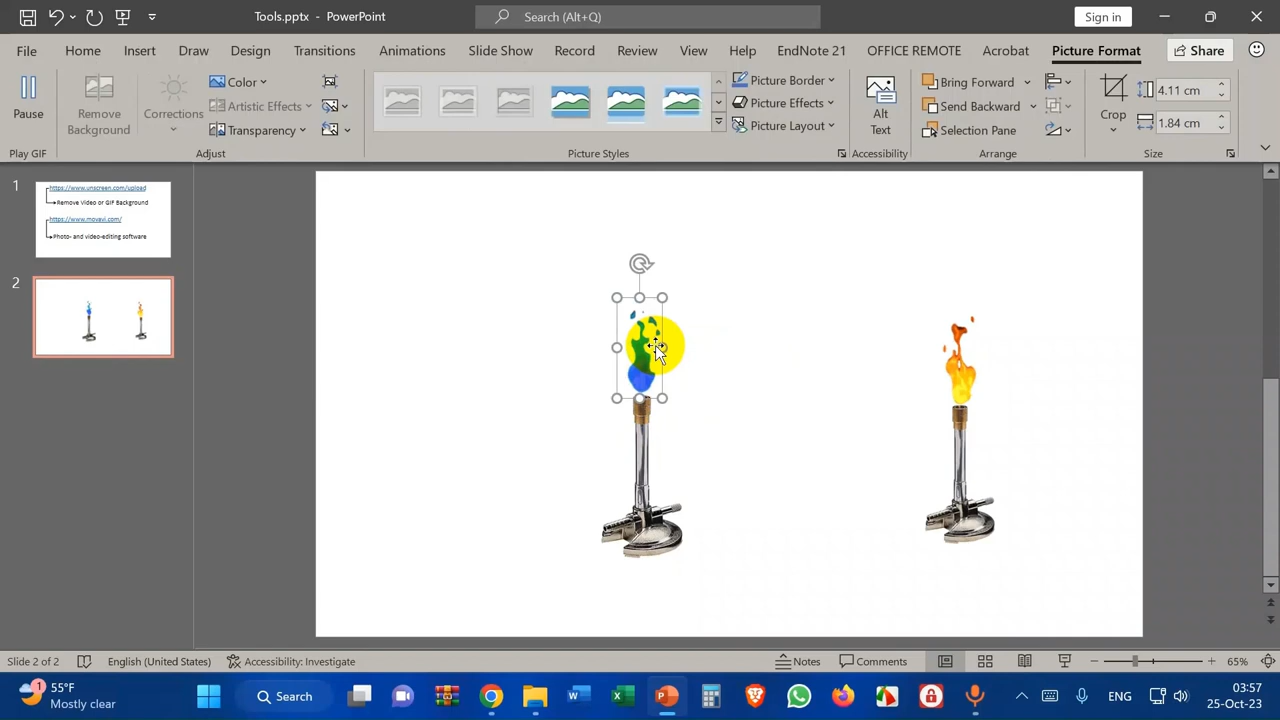 Tools.pptx - PowerPoint
Search (Alt+Q)
Sign in
File Home Insert Draw Design Transitions Animations Slide Show Record Review View Help EndNote 21 OFFICE REMOTE Acrobat Picture Format Share
Pause
Play GIF
Remove Background
Corrections
Color
Artistic Effects
Transparency
Adjust
Picture Styles
Picture Border
Picture Effects
Picture Layout
Alt Text
Accessibility
Bring Forward
Send Backward
Selection Pane
Arrange
Crop
4.11 cm
1.84 cm
Size
1
https://www.unscreen.com/upload
Remove Video or GIF Background
https://www.movavi.com/
Photo- and video-editing software
2
Slide 2 of 2 English (United States) Accessibility: Investigate Notes Comments 65%
1
55°F
Mostly clear
Search
ENG
03:57
25-Oct-23